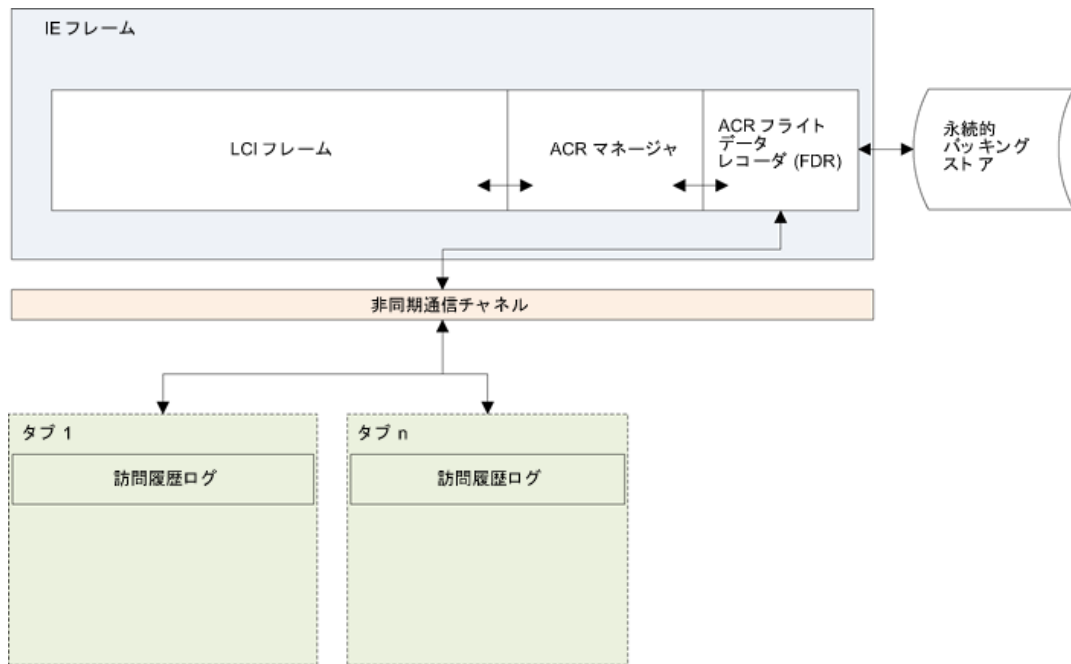 IE フレーム
LCI フレーム
ACR マネージャ
ACR フライト
データ
レコーダ (FDR)
永続的
バッキング
ストア
非同期通信チャネル
タブ 1
訪問履歴ログ
タブ n
訪問履歴ログ